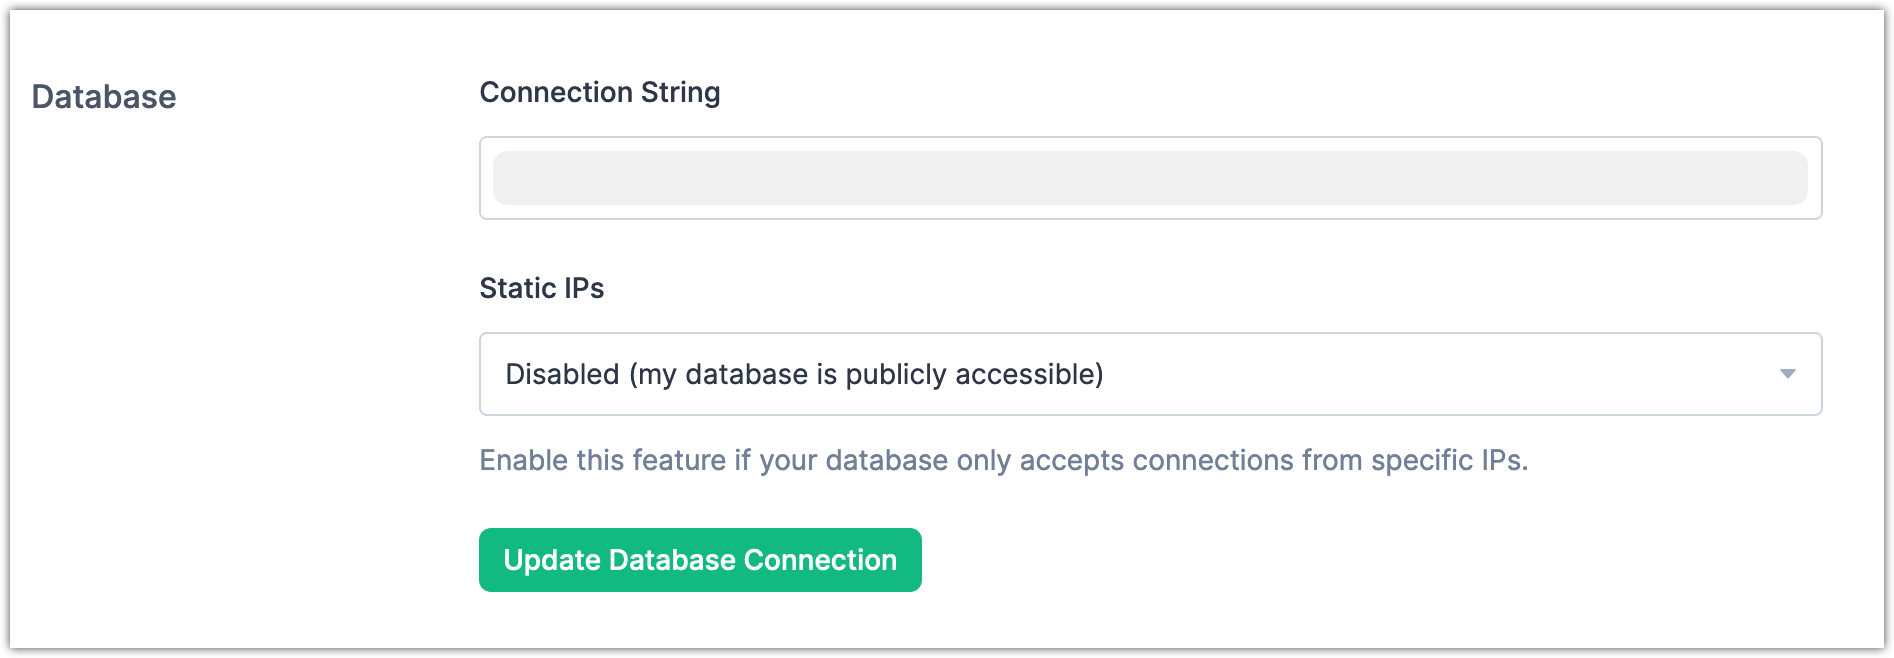 Database
Connection String
Static IPs
Disabled (my database is publicly accessible)
Enable this feature if your database only accepts connections from specific IPs.
Update Database Connection